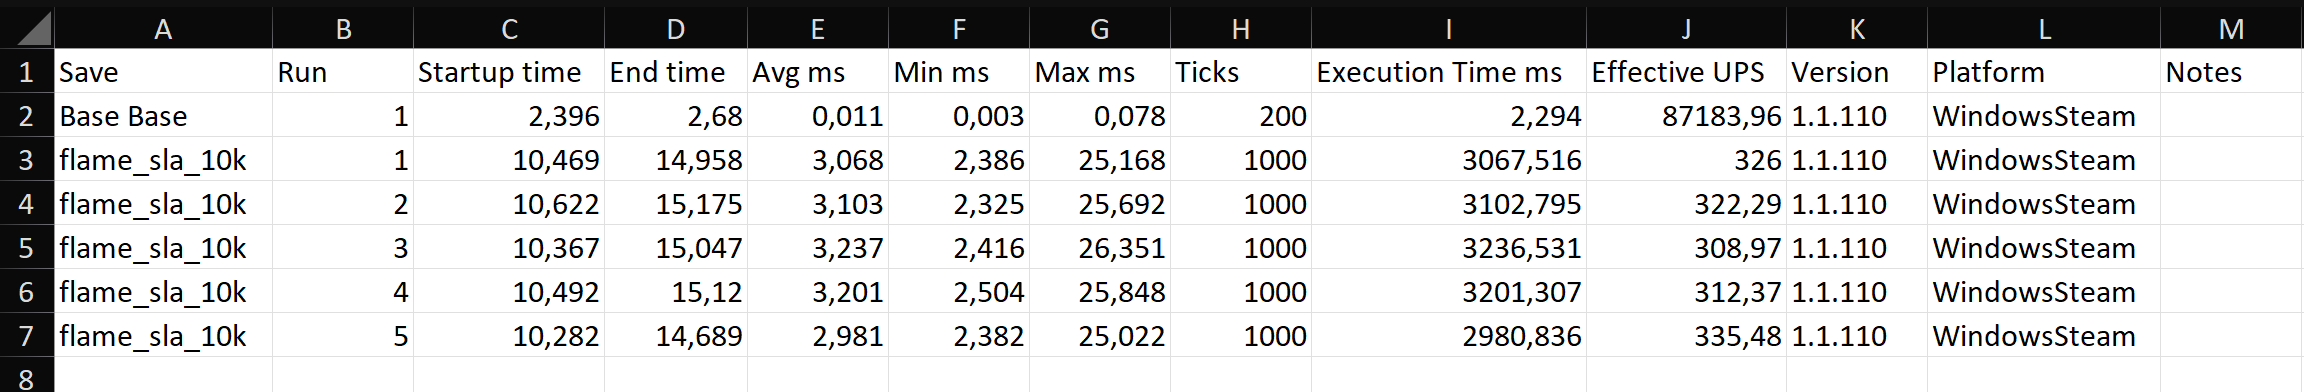 A B C D E F G H I J K L M
1 Save Run Startup time End time Avg ms Min ms Max ms Ticks Execution Time ms Effective UPS Version Platform Notes
2 Base Base 1 2,396 2,68 0,011 0,003 0,078 200 2,294 87183,96 1.1.110 WindowsSteam
3 flame_sla_10k 1 10,469 14,958 3,068 2,386 25,168 1000 3067,516 326 1.1.110 WindowsSteam
4 flame_sla_10k 2 10,622 15,175 3,103 2,325 25,692 1000 3102,795 322,29 1.1.110 WindowsSteam
5 flame_sla_10k 3 10,367 15,047 3,237 2,416 26,351 1000 3236,531 308,97 1.1.110 WindowsSteam
6 flame_sla_10k 4 10,492 15,12 3,201 2,504 25,848 1000 3201,307 312,37 1.1.110 WindowsSteam
7 flame_sla_10k 5 10,282 14,689 2,981 2,382 25,022 1000 2980,836 335,48 1.1.110 WindowsSteam
8